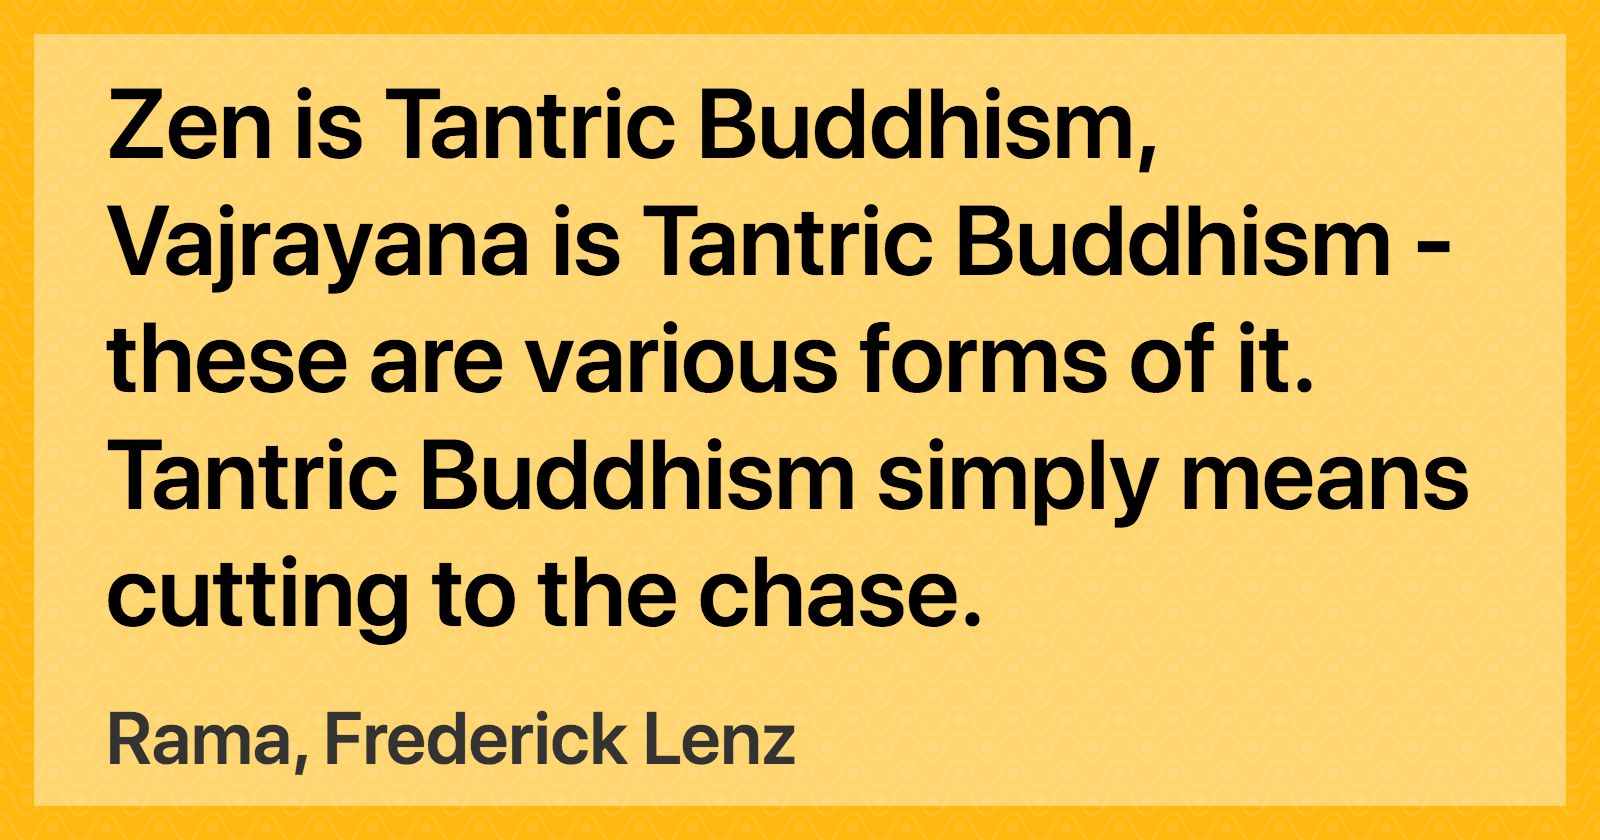 Zen is Tantric Buddhism,
Vajrayana is Tantric Buddhism -
these are various forms of it.
Tantric Buddhism simply means
cutting to the chase.
Rama, Frederick Lenz